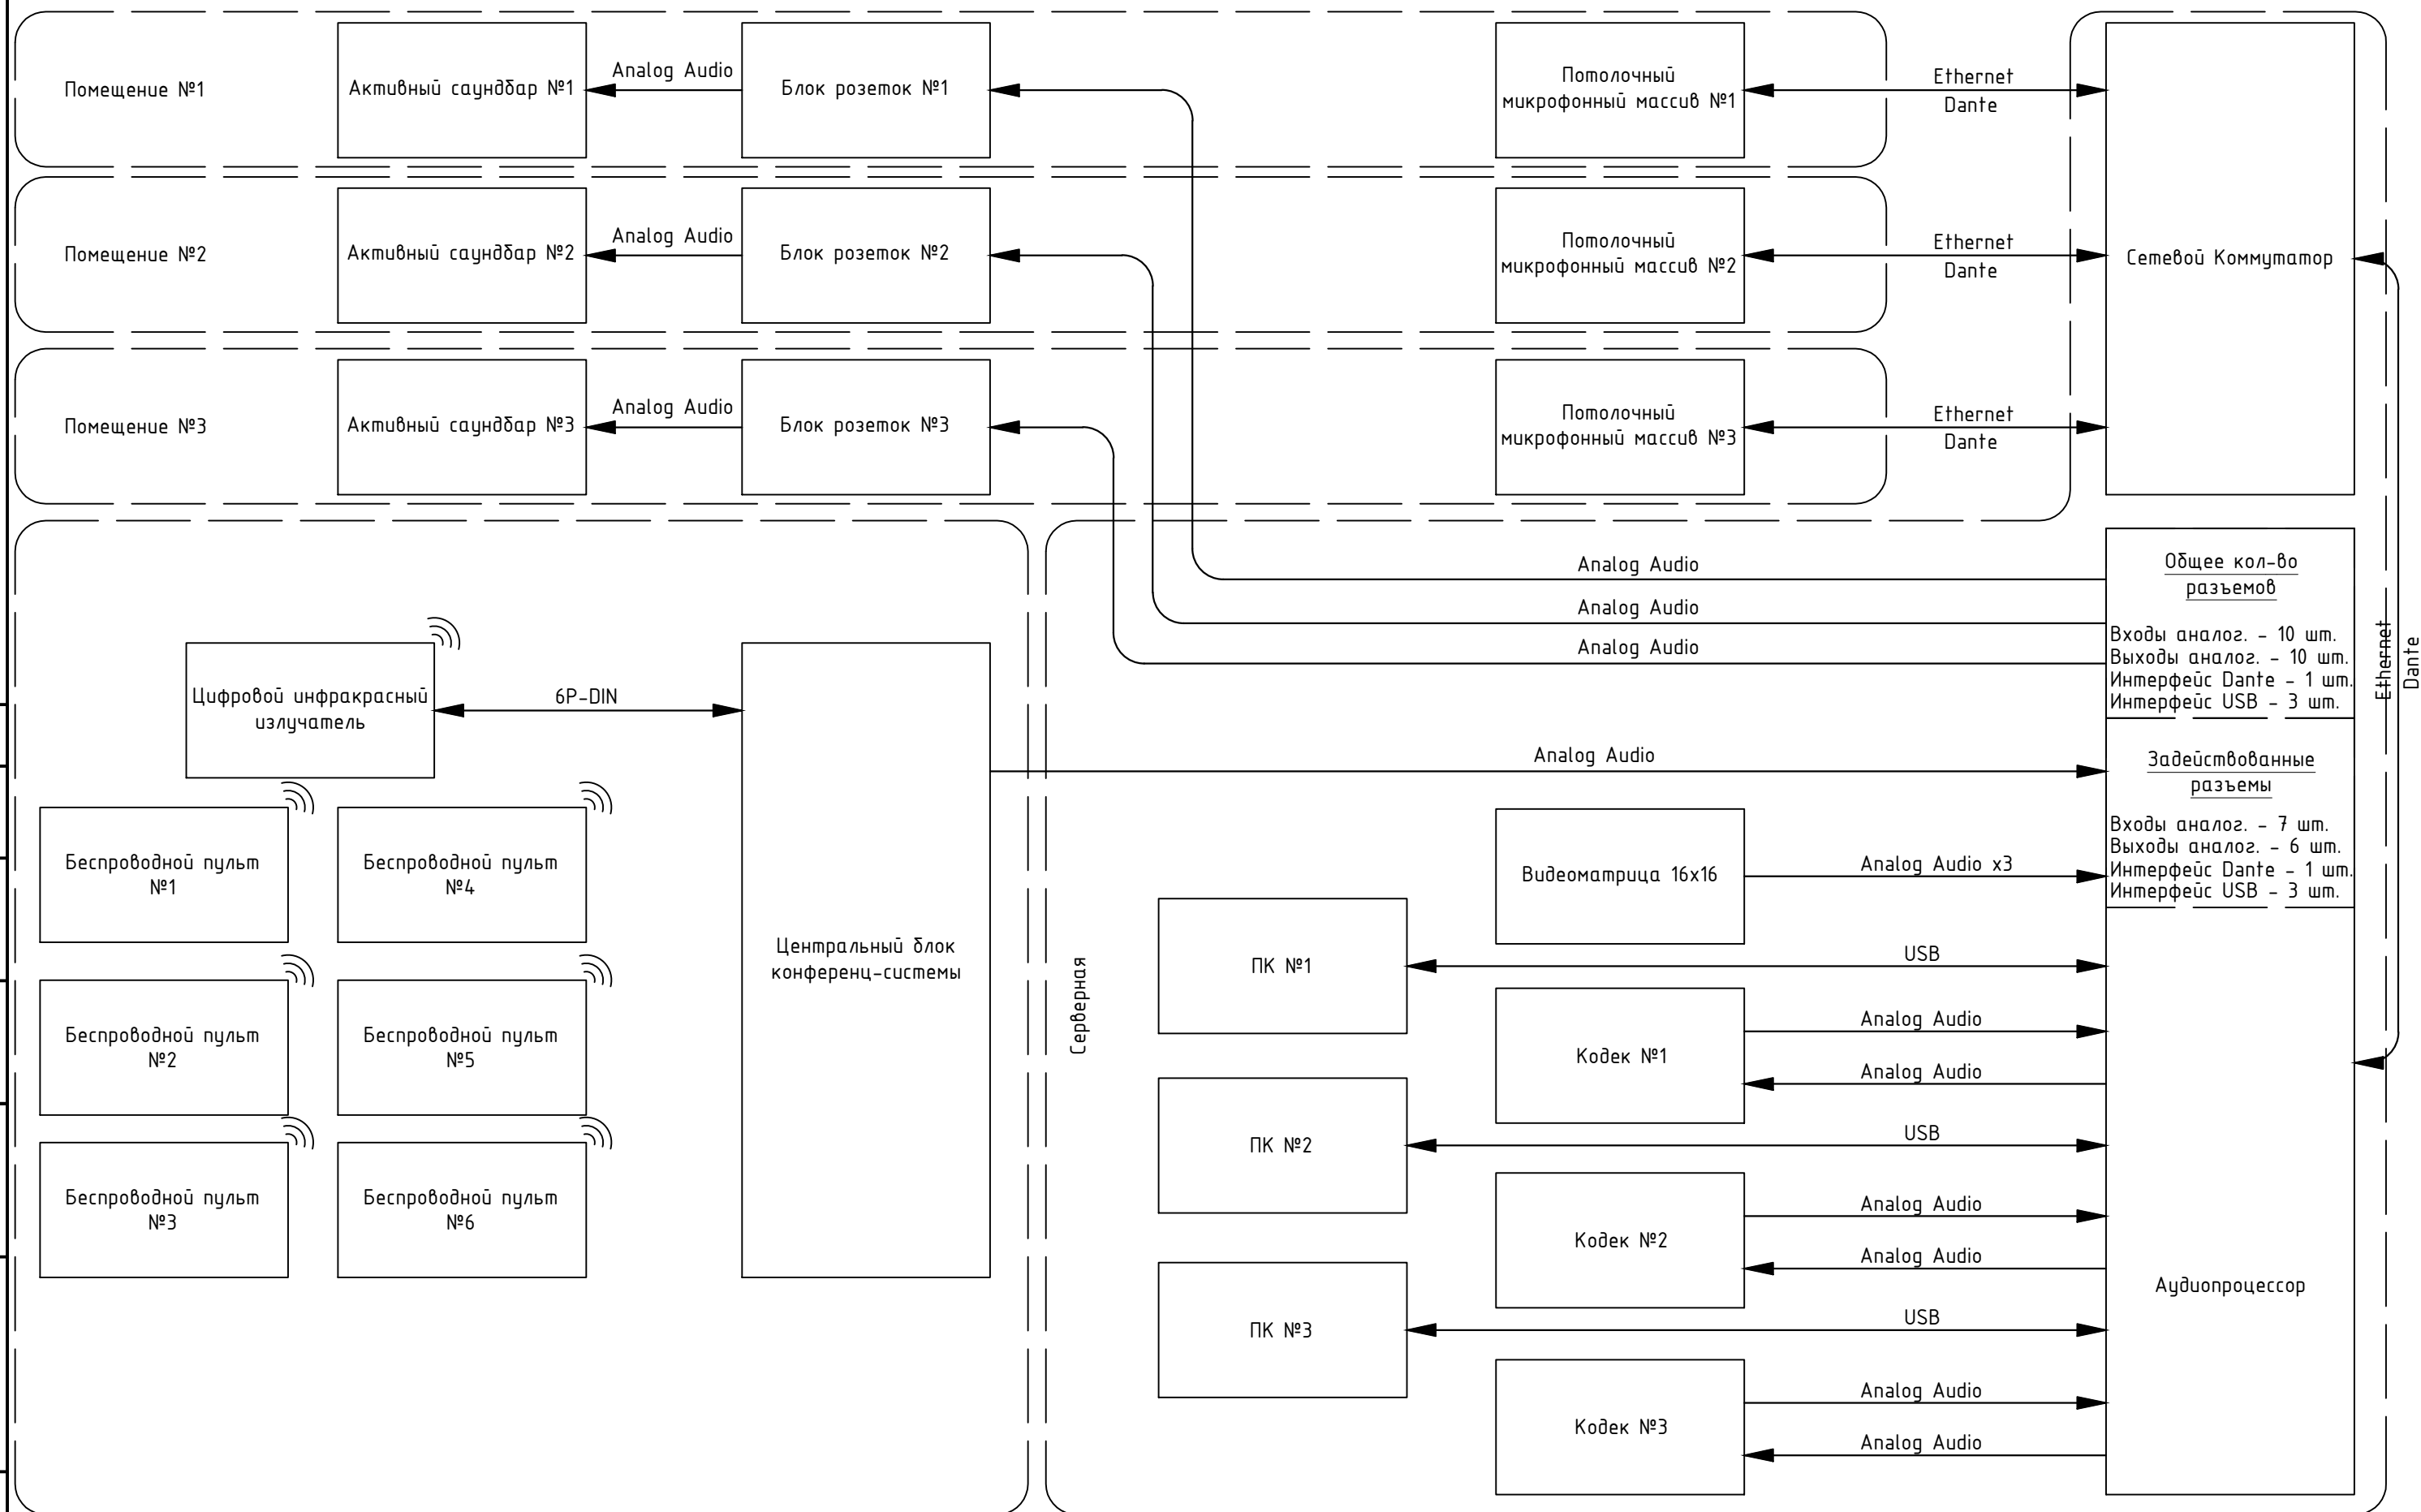 Помещение №1
Активный саундбар №1
Analog Audio
Блок розеток №1
Потолочный
микрофонный массив №1
Ethernet
Dante
Помещение №2
Активный саундбар №2
Analog Audio
Блок розеток №2
Потолочный
микрофонный массив №2
Ethernet
Dante
Сетевой Коммутатор
Помещение №3
Активный саундбар №3
Analog Audio
Блок розеток №3
Потолочный
микрофонный массив №3
Ethernet
Dante
Analog Audio
Analog Audio
Analog Audio
Общее кол-во
разъемов
Входы аналог. - 10 шт.
Выходы аналог. - 10 шт.
Интерфейс Dante - 1 шт.
Интерфейс USB - 3 шт.
Ethernet
Dante
Цифровой инфракрасный
излучатель
6P-DIN
Analog Audio
Задействованные
разъемы
Входы аналог. - 7 шт.
Выходы аналог. - 6 шт.
Интерфейс Dante - 1 шт.
Интерфейс USB - 3 шт.
Беспроводной пульт
№1
Беспроводной пульт
№4
Беспроводной пульт
№2
Беспроводной пульт
№5
Беспроводной пульт
№3
Беспроводной пульт
№6
Центральный блок
конференц-системы
Серверная
Видеоматрица 16x16
Analog Audio x3
ПК №1
USB
Кодек №1
Analog Audio
Analog Audio
ПК №2
USB
Кодек №2
Analog Audio
Analog Audio
Аудиопроцессор
ПК №3
USB
Кодек №3
Analog Audio
Analog Audio